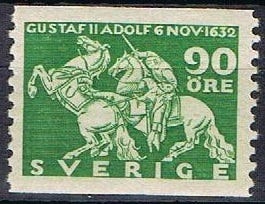 GUSTAF II ADOLF 6 NOV·1632
90
ÖRE
SVERIGE